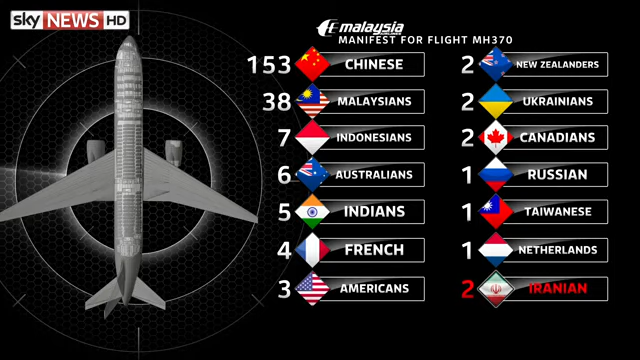 sky NEWS HD
malaysia
MANIFEST FOR FLIGHT MH370
153 CHINESE
38 MALAYSIANS
7 INDONESIANS
6 AUSTRALIANS
5 INDIANS
4 FRENCH
3 AMERICANS
2 NEW ZEALANDERS
2 UKRAINIANS
2 CANADIANS
1 RUSSIAN
1 TAIWANESE
1 NETHERLANDS
2 IRANIAN